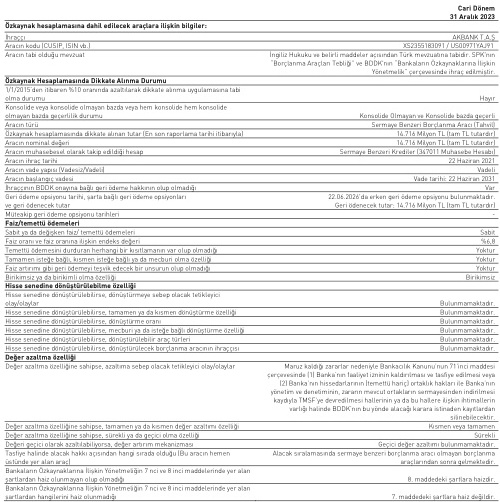 Cari Dönem
31 Aralık 2023
Özkaynak hesaplamasına dahil edilecek araçlara ilişkin bilgiler:
İhraççı AKBANK T.A.Ş
Aracın kodu (CUSIP, ISIN vb.) XS2355183091 / US00971YAJ91
Aracın tabi olduğu mevzuat İngiliz Hukuku ve belirli maddeler açısından Türk mevzuatına tabidir. SPK'nın
"Borçlanma Araçları Tebliği" ve BDDK'nın "Bankaların Özkaynaklarına İlişkin
Yönetmelik" çerçevesinde ihraç edilmiştir.
Özkaynak Hesaplamasında Dikkate Alınma Durumu
1/1/2015 den itibaren %10 oranında azaltılarak dikkate alınma uygulamasına tabi
olma durumu Hayır
Konsolide veya konsolide olmayan bazda veya hem konsolide hem konsolide
olmayan bazda geçerlilik durumu Konsolide Olmayan ve Konsolide bazda geçerli
Aracın türü Sermaye Benzeri Borçlanma Aracı (Tahvil)
Özkaynak hesaplamasında dikkate alınan tutar (En son raporlama tarihi itibarıyla) 14.716 Milyon TL (tam TL tutardır)
Aracın nominal değeri 14.716 Milyon TL (tam TL tutardır)
Aracın muhasebesel olarak takip edildiği hesap Sermaye Benzeri Krediler (347011 Muhasebe Hesabı)
Aracın ihraç tarihi 22 Haziran 2021
Aracın vade yapısı (Vadesiz/Vadeli) Vadeli
Aracın başlangıç vadesi Vade tarihi: 22 Haziran 2031
İhraççının BDDK onayına bağlı geri ödeme hakkının olup olmadığı Var
Geri ödeme opsiyonu tarihi, şarta bağlı geri ödeme opsiyonları 22.06.2026'da erken geri ödeme opsiyonu bulunmaktadır.
ve geri ödenecek tutar Geri ödenecek tutar: 14.716 Milyon TL (tam TL tutardır)
Müteakip geri ödeme opsiyonu tarihleri -
Faiz/temettü ödemeleri
Sabit ya da değişken faiz/ temettü ödemeleri Sabit
Faiz oranı ve faiz oranına ilişkin endeks değeri %6,8
Temettü ödemesini durduran herhangi bir kısıtlamanın var olup olmadığı Yoktur
Tamamen isteğe bağlı, kısmen isteğe bağlı ya da mecburi olma özelliği Yoktur
Faiz artırımı gibi geri ödemeyi teşvik edecek bir unsurun olup olmadığı Yoktur
Birikimsiz ya da birikimli olma özelliği Birikimsiz
Hisse senedine dönüştürülebilme özelliği
Hisse senedine dönüştürülebilirse, dönüştürmeye sebep olacak tetikleyici
olay/olaylar Bulunmamaktadır.
Hisse senedine dönüştürülebilirse, tamamen ya da kısmen dönüştürme özelliği Bulunmamaktadır.
Hisse senedine dönüştürülebilirse, dönüştürme oranı Bulunmamaktadır.
Hisse senedine dönüştürülebilirse, mecburi ya da isteğe bağlı dönüştürme özelliği Bulunmamaktadır.
Hisse senedine dönüştürülebilirse, dönüştürülebilir araç türleri Bulunmamaktadır.
Hisse senedine dönüştürülebilirse, dönüştürülecek borçlanma aracının ihraççısı Bulunmamaktadır.
Değer azaltma özelliği
Değer azaltma özelliğine sahipse, azaltıma sebep olacak tetikleyici olay/olaylar Maruz kaldığı zararlar nedeniyle Bankacılık Kanunu'nun 71'inci maddesi
çerçevesinde (1) Banka'nın faaliyet izninin kaldırılması ve tasfiye edilmesi veya
(2) Banka'nın hissedarlarının (temettü hariç) ortaklık hakları ile Banka'nın
yönetim ve denetiminin, zararın mevcut ortakların sermayesinden indirilmesi
kaydıyla TMSF'ye devredilmesi hallerinin ya da bu hallere ilişkin ihtimallerin
varlığı halinde BDDK'nın bu yönde alacağı karara istinaden kayıtlardan
silinebilecektir.
Değer azaltma özelliğine sahipse, tamamen ya da kısmen değer azaltımı özelliği Kısmen veya tamamen
Değer azaltma özelliğine sahipse, sürekli ya da geçici olma özelliği Sürekli
Değeri geçici olarak azaltılabiliyorsa, değer artırım mekanizması Geçici değer azaltımı bulunmamaktadır.
Tasfiye halinde alacak hakkı açısından hangi sırada olduğu (Bu aracın hemen Alacak sıralamasında sermaye benzeri borçlanma aracı olmayan borçlanma
üstünde yer alan araç) araçlarından sonra gelmektedir.
Bankaların Özkaynaklarına İlişkin Yönetmeliğin 7 nci ve 8 inci maddelerinde yer alan
şartlardan haiz olunmayan olup olmadığı 8. maddedeki şartlara haizdir.
Bankaların Özkaynaklarına İlişkin Yönetmeliğin 7 nci ve 8 inci maddelerinde yer alan
şartlardan hangilerini haiz olunmadığı 7. maddedeki şartlara haiz değildir.